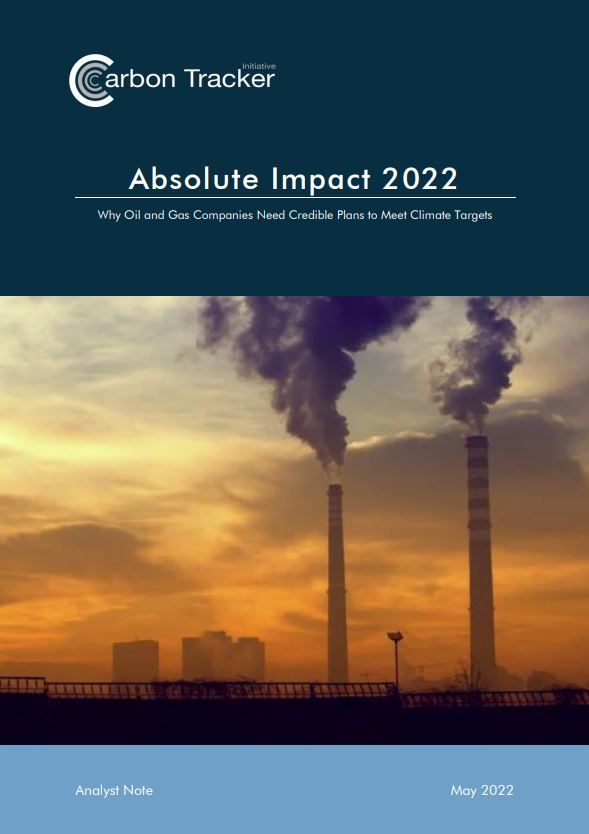 Initiative
Carbon Tracker
Absolute Impact 2022
Why Oil and Gas Companies Need Credible Plans to Meet Climate Targets
Analyst Note
May 2022